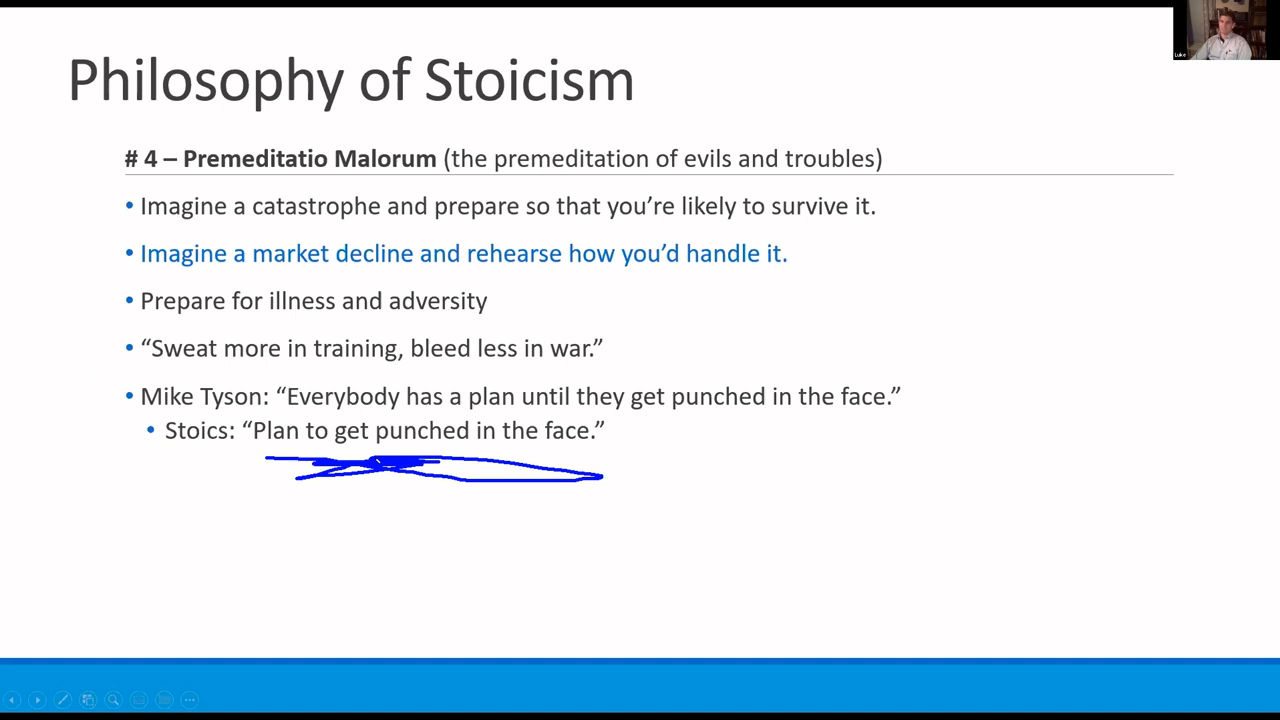 Luke
Philosophy of Stoicism
# 4 – Premeditatio Malorum (the premeditation of evils and troubles)
• Imagine a catastrophe and prepare so that you’re likely to survive it.
• Imagine a market decline and rehearse how you’d handle it.
• Prepare for illness and adversity
• “Sweat more in training, bleed less in war.”
• Mike Tyson: “Everybody has a plan until they get punched in the face.”
• Stoics: “Plan to get punched in the face.”